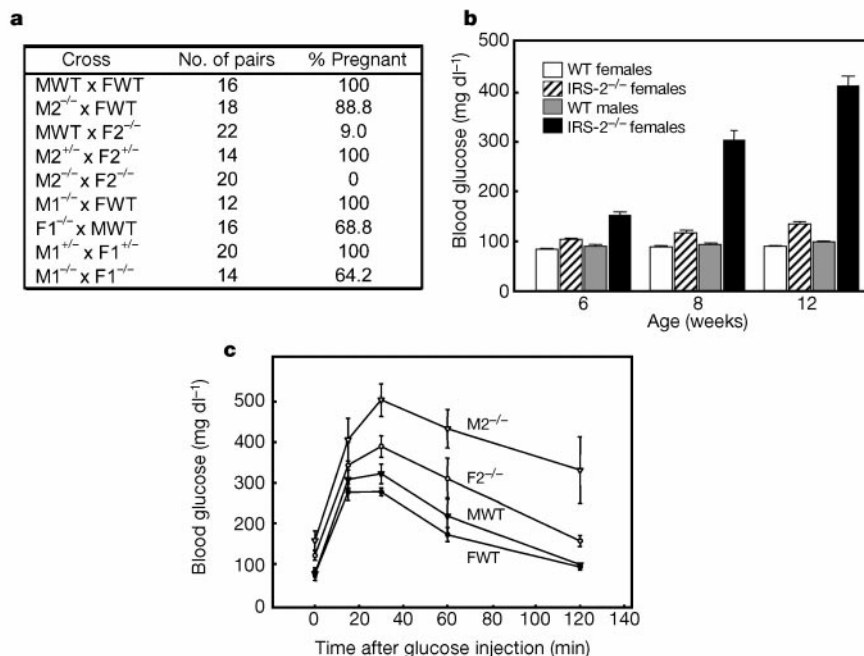 a
Cross No. of pairs % Pregnant
MWT x FWT 16 100
M2⁻/⁻ x FWT 18 88.8
MWT x F2⁻/⁻ 22 9.0
M2⁺/⁻ x F2⁺/⁻ 14 100
M2⁻/⁻ x F2⁻/⁻ 20 0
M1⁻/⁻ x FWT 12 100
F1⁻/⁻ x MWT 16 68.8
M1⁺/⁻ x F1⁺/⁻ 20 100
M1⁻/⁻ x F1⁻/⁻ 14 64.2
b
Blood glucose (mg dl⁻¹)
500
400
300
200
100
0
WT females
IRS-2⁻/⁻ females
WT males
IRS-2⁻/⁻ females
6 8 12
Age (weeks)
c
Blood glucose (mg dl⁻¹)
500
400
300
200
100
0
M2⁻/⁻
F2⁻/⁻
MWT
FWT
0 20 40 60 80 100 120 140
Time after glucose injection (min)